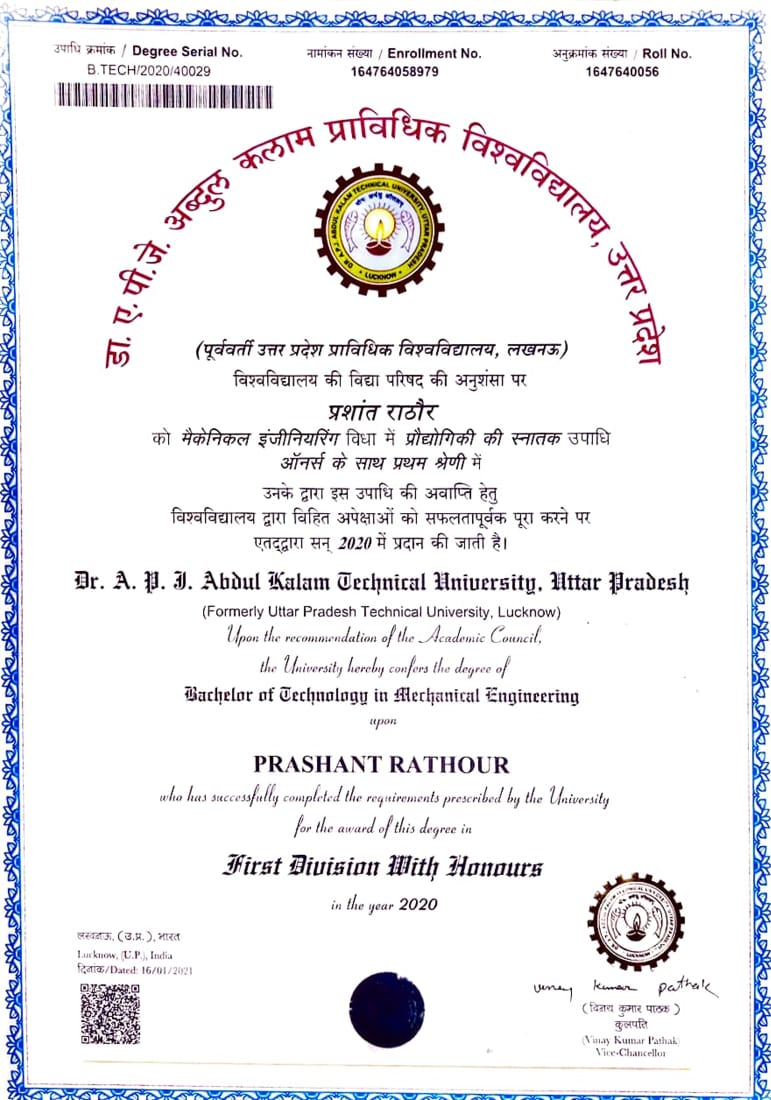 उपाधि क्रमांक / Degree Serial No.
B.TECH/2020/40029
नामांकन संख्या / Enrollment No.
164764058979
अनुक्रमांक संख्या / Roll No.
1647640056
डा. ए. पी. जे. अब्दुल कलाम प्राविधिक विश्वविद्यालय, उत्तर प्रदेश
DR. A.P.J. ABDUL KALAM TECHNICAL UNIVERSITY, UTTAR PRADESH
LUCKNOW
(पूर्ववर्ती उत्तर प्रदेश प्राविधिक विश्वविद्यालय, लखनऊ)
विश्वविद्यालय की विद्या परिषद की अनुशंसा पर
प्रशांत राठौर
को मैकेनिकल इंजीनियरिंग विधा में प्रौद्योगिकी की स्नातक उपाधि
ऑनर्स के साथ प्रथम श्रेणी में
उनके द्वारा इस उपाधि की अवाप्ति हेतु
विश्वविद्यालय द्वारा विहित अपेक्षाओं को सफलतापूर्वक पूरा करने पर
एतद्द्वारा सन् 2020 में प्रदान की जाती है।
Dr. A. P. J. Abdul Kalam Technical University, Uttar Pradesh
(Formerly Uttar Pradesh Technical University, Lucknow)
Upon the recommendation of the Academic Council,
the University hereby confers the degree of
Bachelor of Technology in Mechanical Engineering
upon
PRASHANT RATHOUR
who has successfully completed the requirements prescribed by the University
for the award of this degree in
First Division With Honours
in the year 2020
लखनऊ, (उ.प्र.), भारत
Lucknow, (U.P.), India
दिनांक/Dated: 16/01/2021
LUCKNOW
vinay kumar pathak
(विनय कुमार पाठक)
कुलपति
(Vinay Kumar Pathak)
Vice-Chancellor